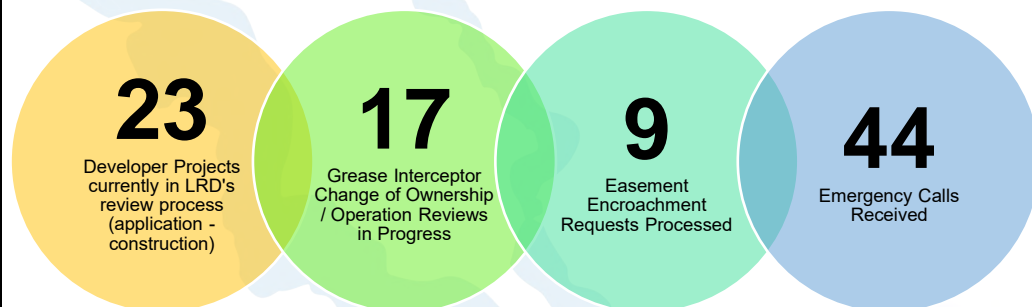 23
Developer Projects
currently in LRD's
review process
(application -
construction)
17
Grease Interceptor
Change of Ownership
/ Operation Reviews
in Progress
9
Easement
Encroachment
Requests Processed
44
Emergency Calls
Received